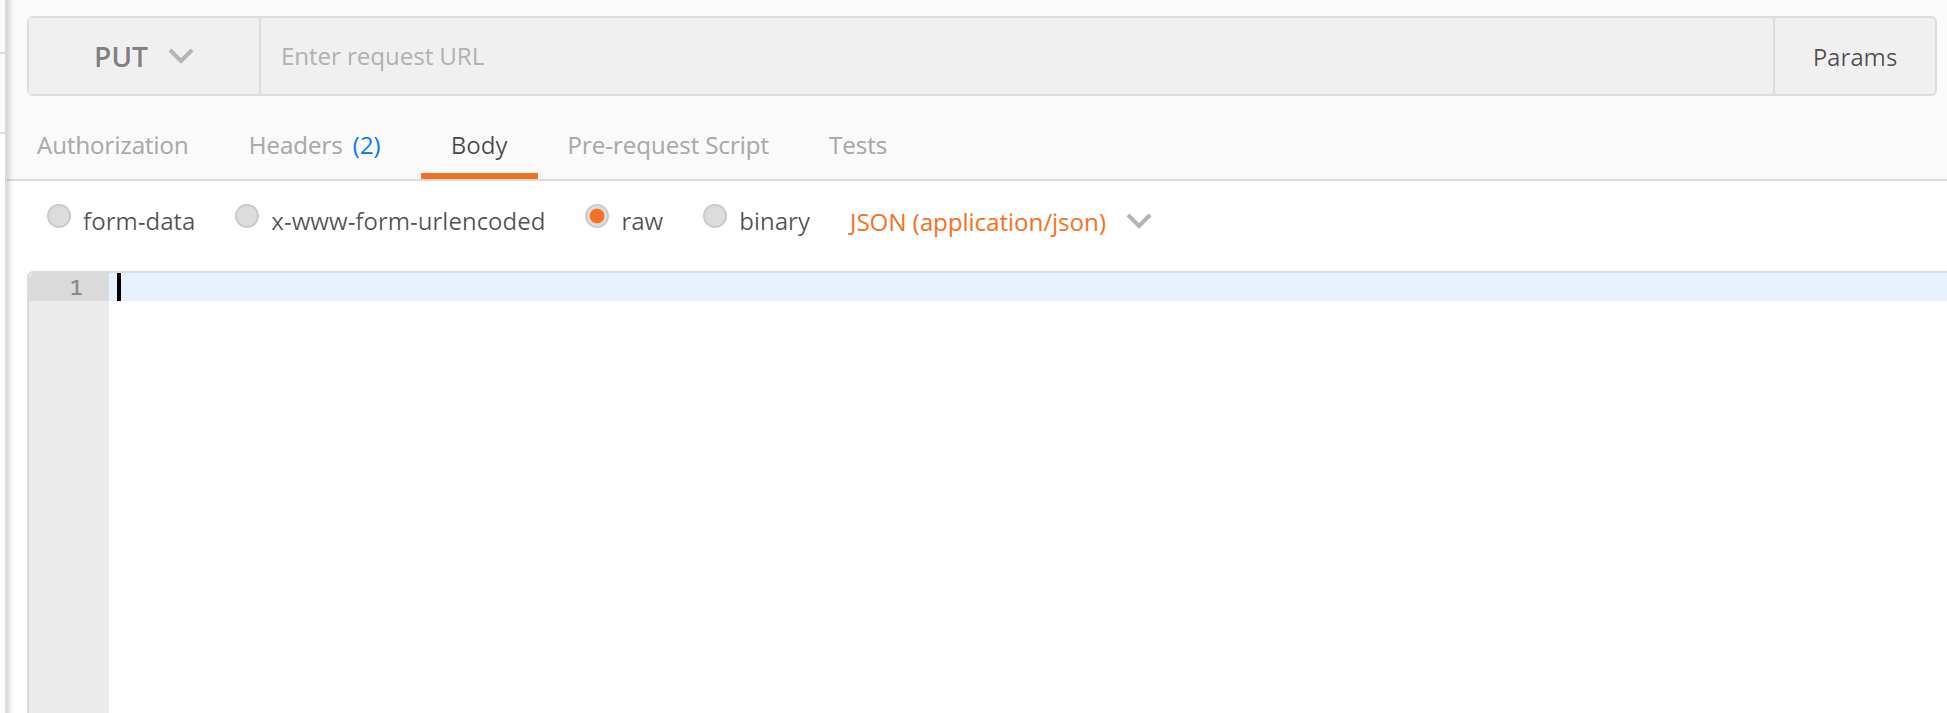 PUT Enter request URL Params
Authorization Headers (2) Body Pre-request Script Tests
form-data x-www-form-urlencoded raw binary JSON (application/json)
1